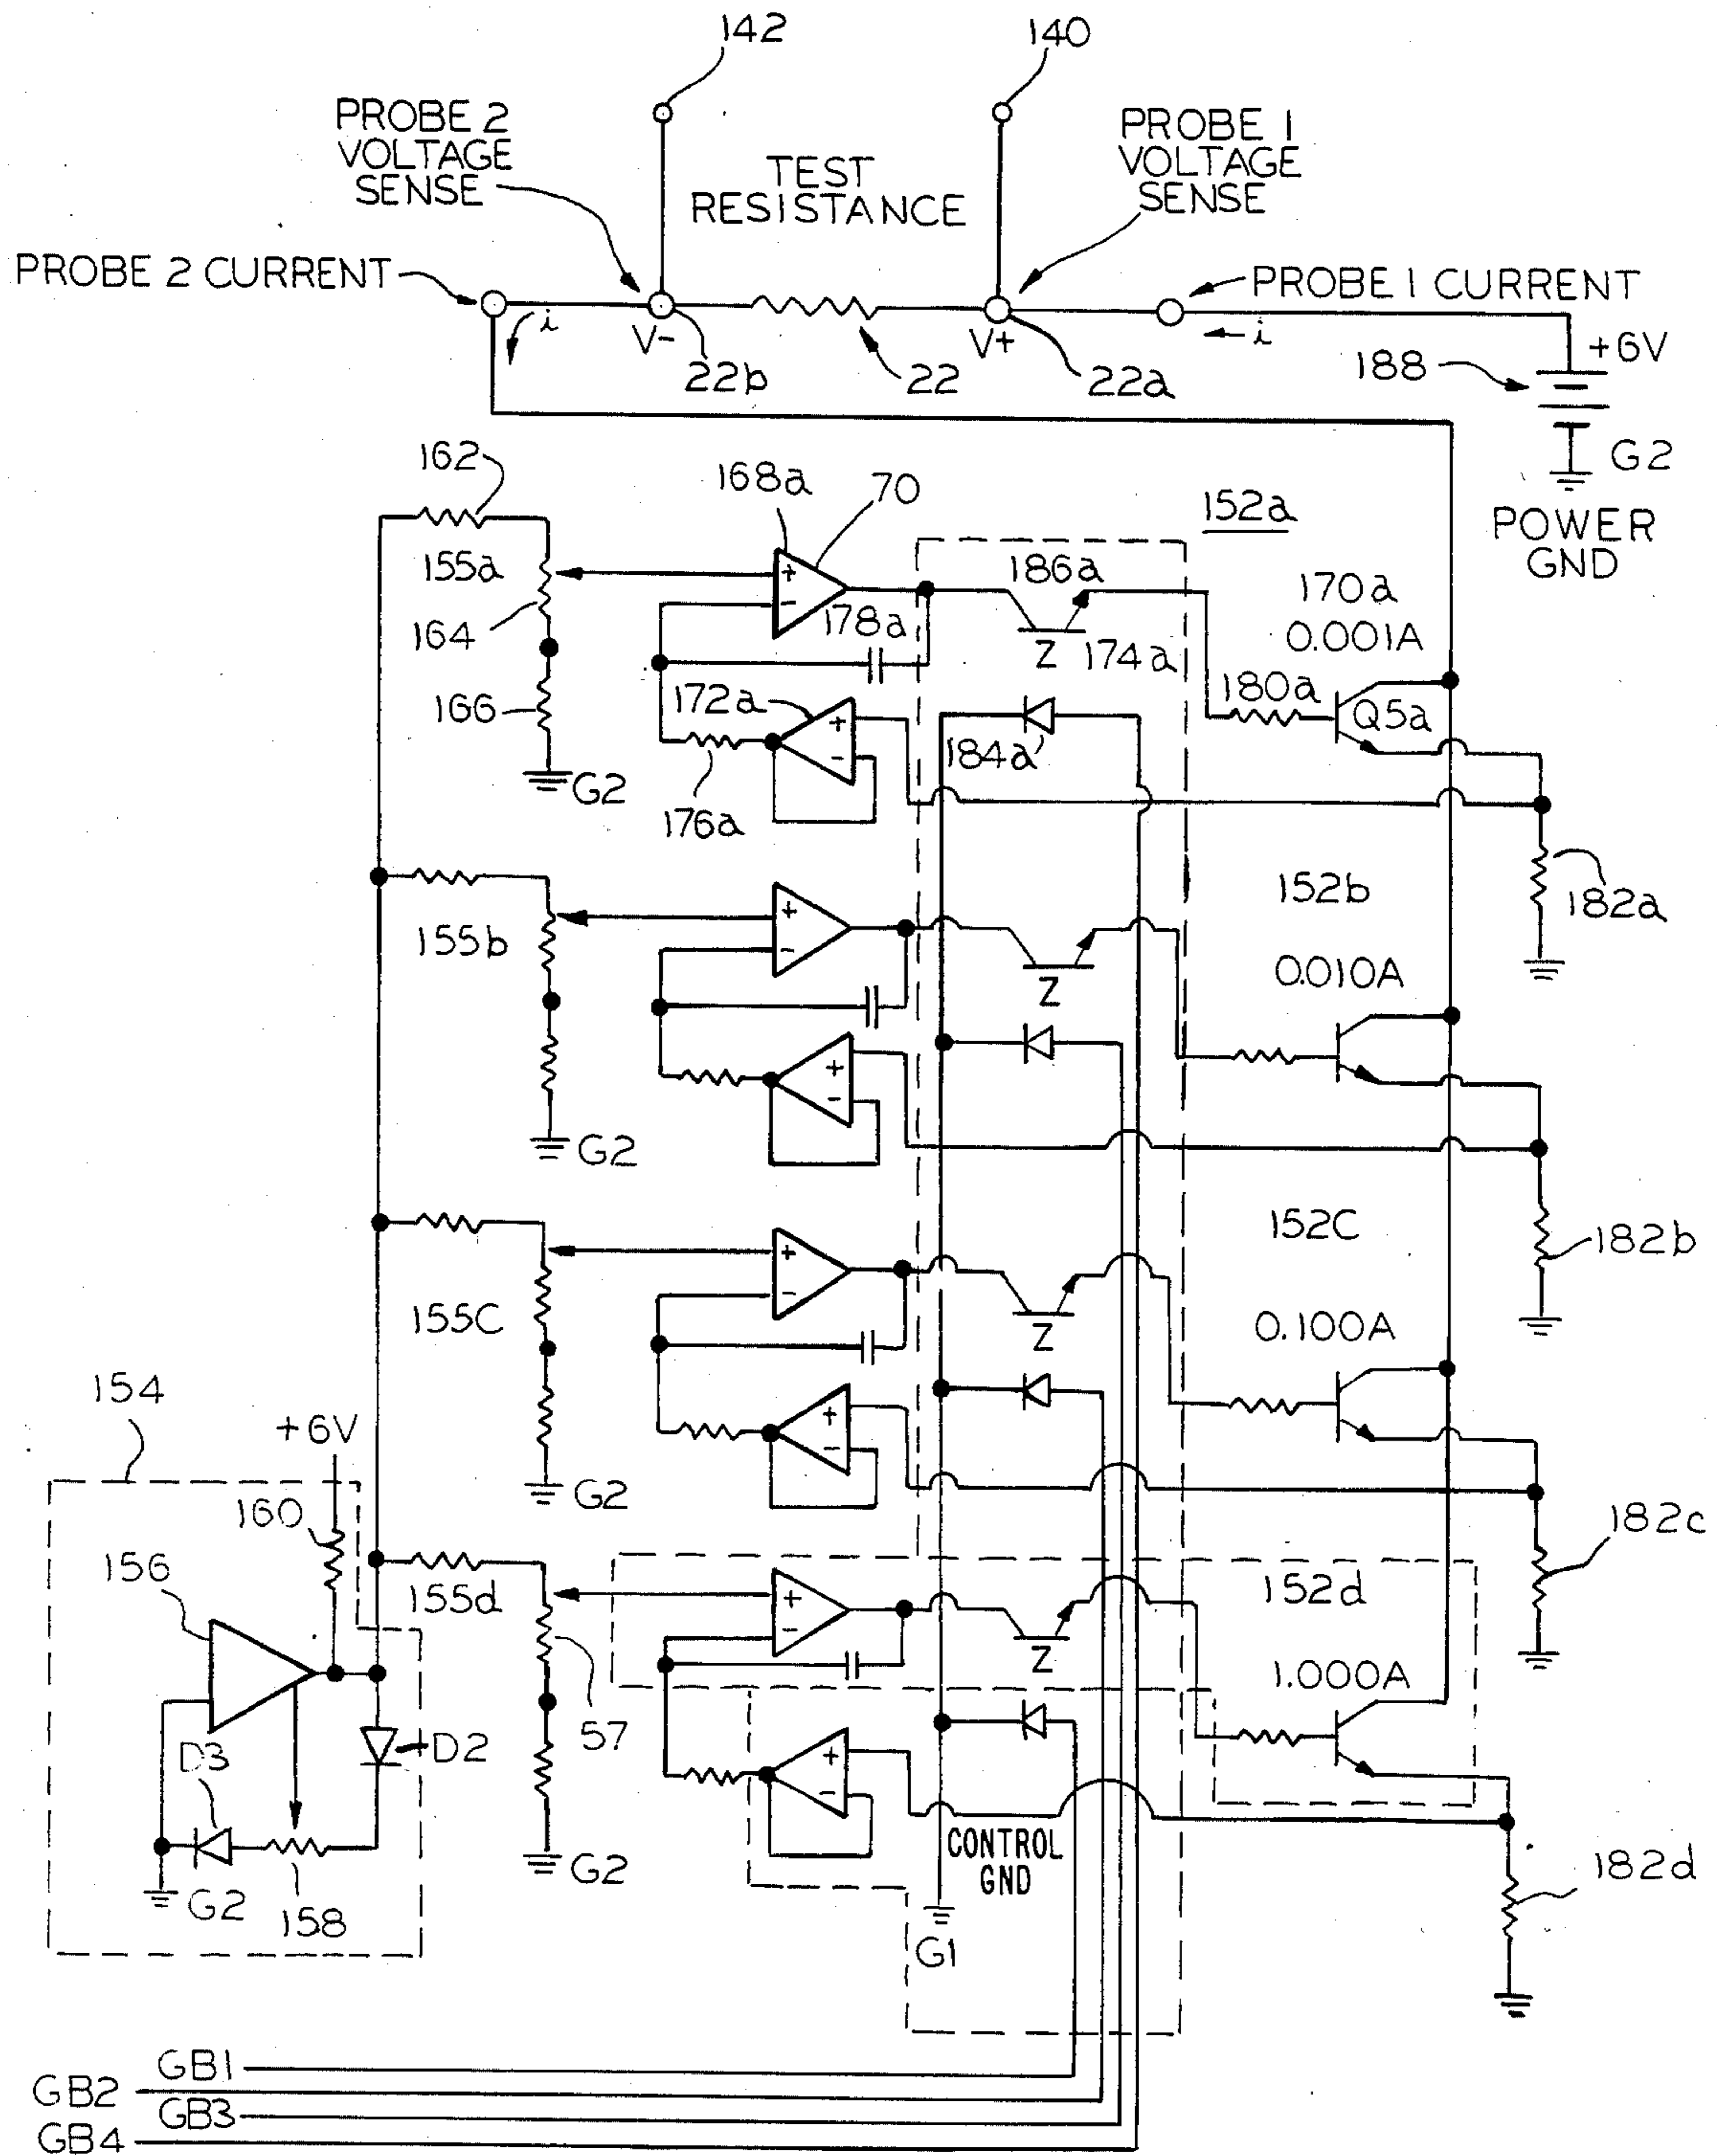 142
140
PROBE 2
VOLTAGE
SENSE
TEST
RESISTANCE
PROBE 1
VOLTAGE
SENSE
PROBE 2 CURRENT
PROBE 1 CURRENT
i
V-
V+
i
22b
22
22a
+6V
188
G2
POWER
GND
162
168a
70
152a
155a
+
-
186a
170a
0.001A
164
178a
Z
174a
166
172a
+
-
184a'
180a
Q5a
G2
176a
182a
155b
+
-
Z
152b
0.010A
+
-
G2
182b
155C
+
-
Z
152C
0.100A
+
-
G2
182c
154
+6V
160
156
155d
+
-
Z
152d
1.000A
57
D2
D3
+
-
CONTROL
GND
G2
158
G2
G1
182d
GB1
GB2
GB3
GB4